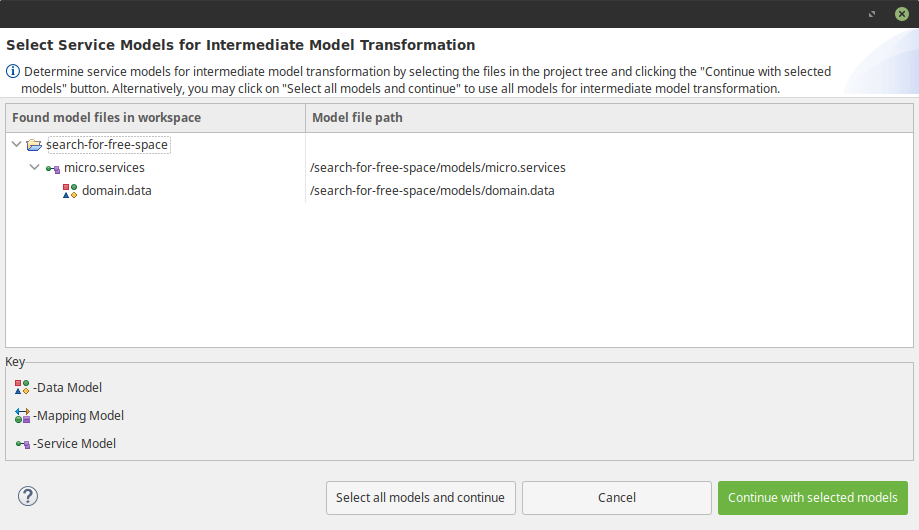 Select Service Models for Intermediate Model Transformation
Determine service models for intermediate model transformation by selecting the files in the project tree and clicking the "Continue with selected
models" button. Alternatively, you may click on "Select all models and continue" to use all models for intermediate model transformation.
Found model files in workspace Model file path
search-for-free-space
micro.services /search-for-free-space/models/micro.services
domain.data /search-for-free-space/models/domain.data
Key
-Data Model
-Mapping Model
-Service Model
? Select all models and continue Cancel Continue with selected models